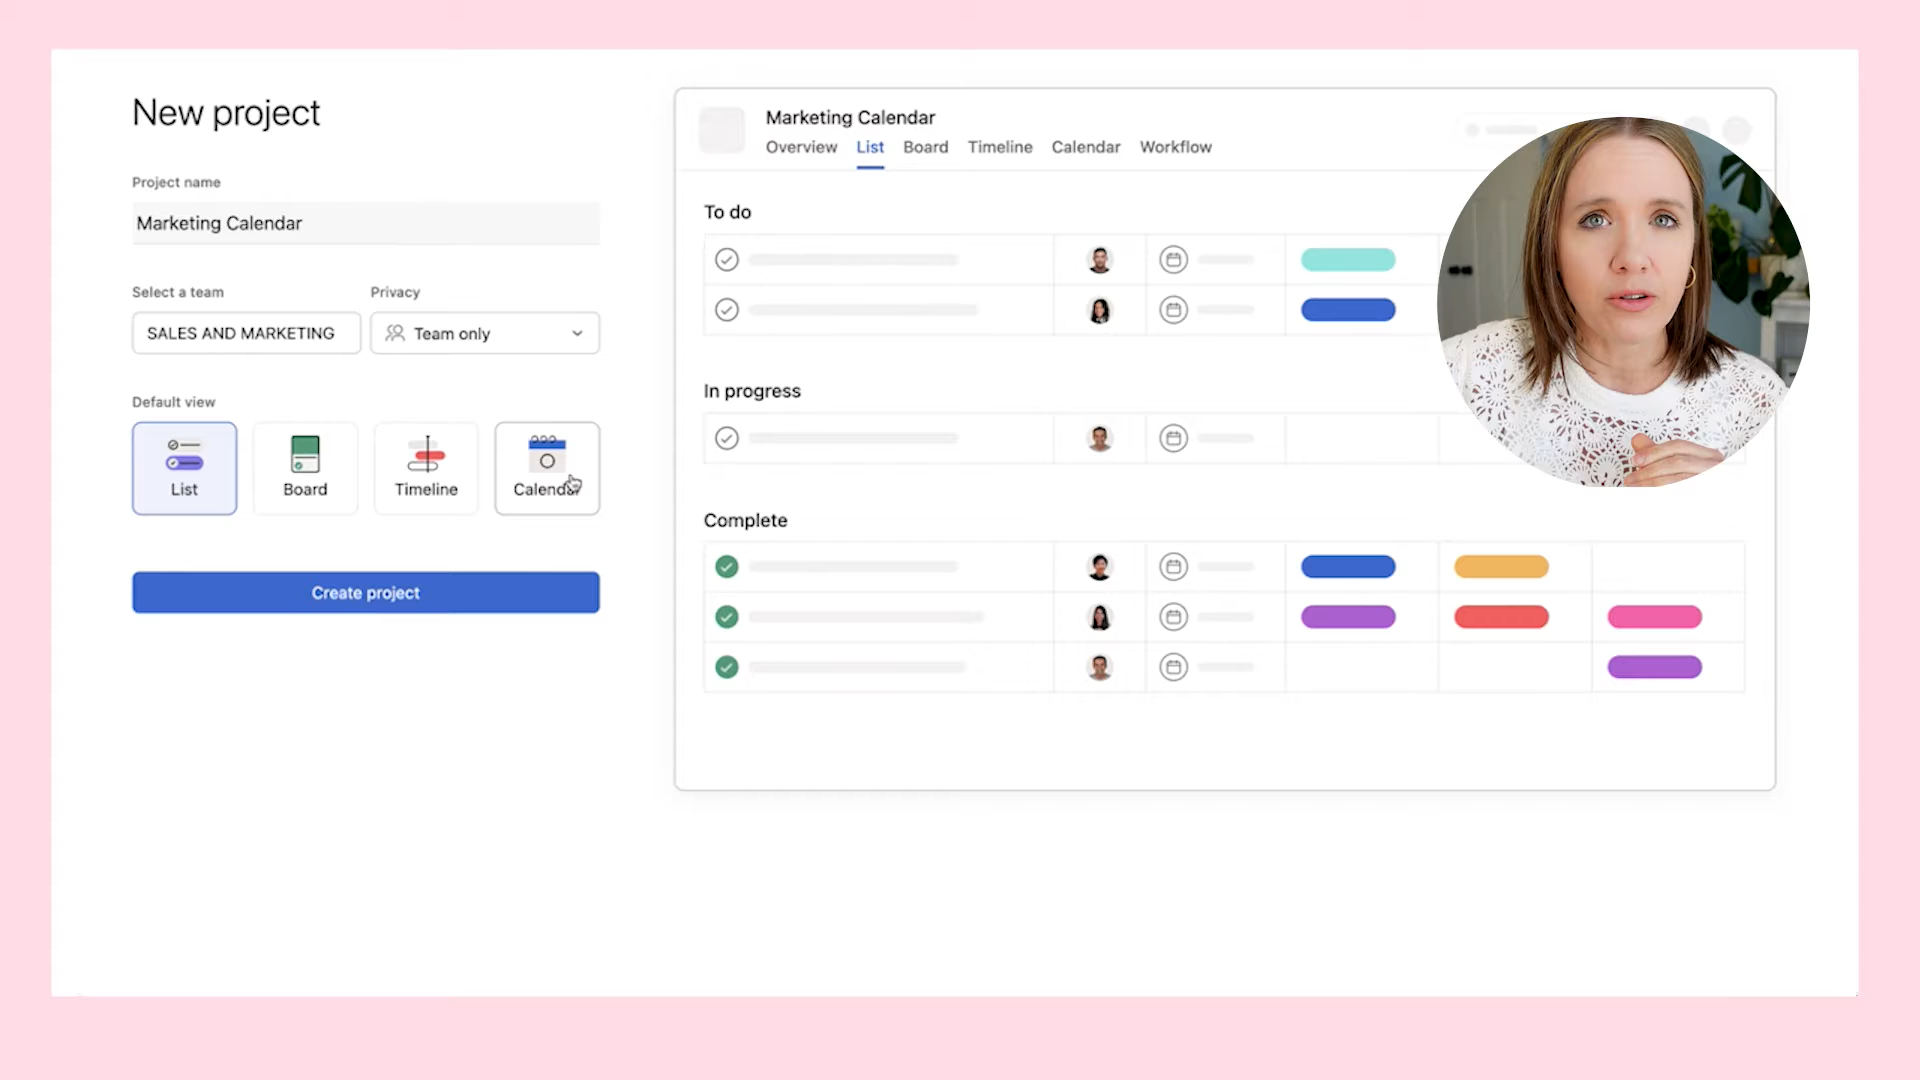 New project
Project name
Marketing Calendar
Select a team
Privacy
SALES AND MARKETING
Team only
Default view
List
Board
Timeline
Calendar
Create project
Marketing Calendar
Overview List Board Timeline Calendar Workflow
To do
In progress
Complete